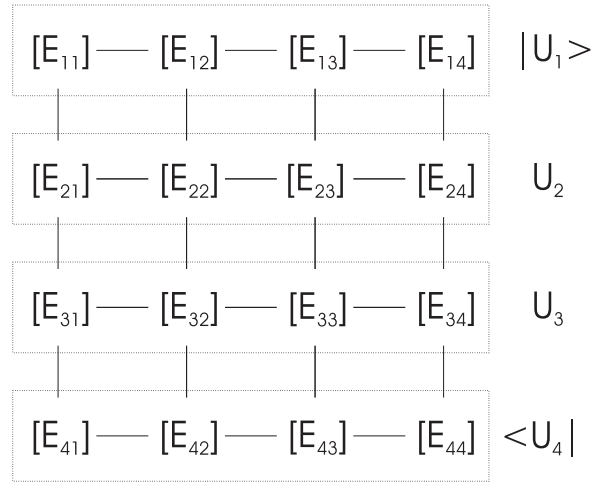 [E₁₁] [E₁₂] [E₁₃] [E₁₄] |U₁>
[E₂₁] [E₂₂] [E₂₃] [E₂₄] U₂
[E₃₁] [E₃₂] [E₃₃] [E₃₄] U₃
[E₄₁] [E₄₂] [E₄₃] [E₄₄] <U₄|